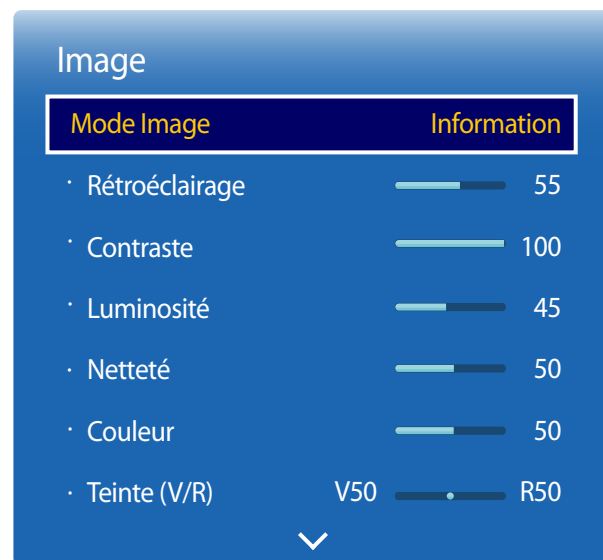 Image
Mode Image Information
· Rétroéclairage 55
· Contraste 100
· Luminosité 45
· Netteté 50
· Couleur 50
· Teinte (V/R) V50 R50